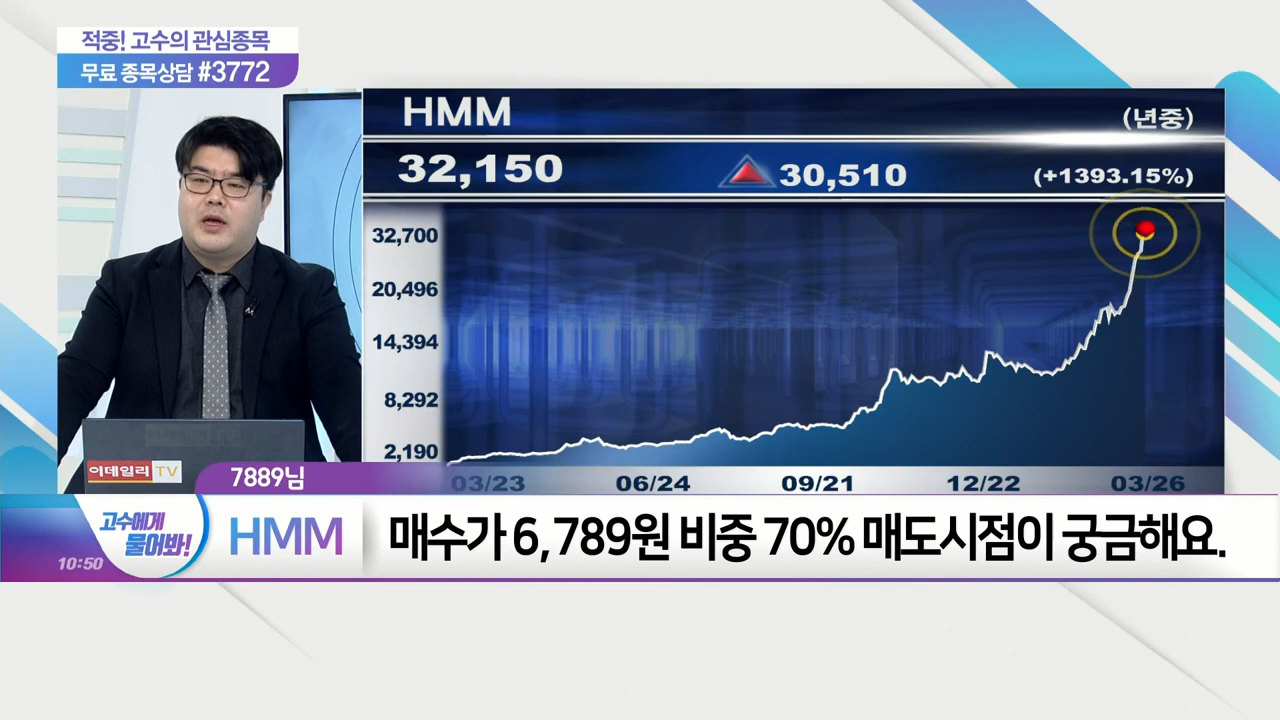 적중! 고수의 관심종목
무료 종목상담 #3772
HMM
(년중)
32,150
30,510
(+1393.15%)
32,700
20,496
14,394
8,292
2,190
03/23
06/24
09/21
12/22
03/26
이데일리 TV
7889님
고수에게
물어봐!
10:50
HMM
매수가 6,789원 비중 70% 매도시점이 궁금해요.